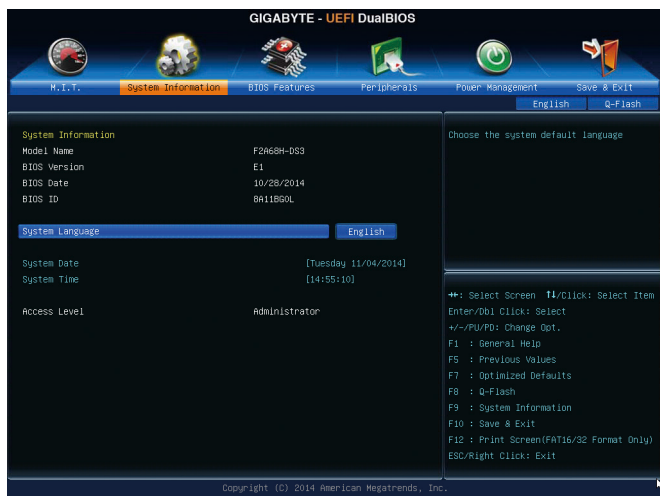 GIGABYTE - UEFI DualBIOS
M.I.T. System Information BIOS Features Peripherals Power Management Save & Exit
English Q-Flash
System Information
Model Name F2A68H-DS3
BIOS Version E1
BIOS Date 10/28/2014
BIOS ID 8A11BG0L
System Language English
System Date [Tuesday 11/04/2014]
System Time [14:55:10]
Access Level Administrator
Choose the system default language
→←: Select Screen ↑↓/Click: Select Item
Enter/Dbl Click: Select
+/-/PU/PD: Change Opt.
F1 : General Help
F5 : Previous Values
F7 : Optimized Defaults
F8 : Q-Flash
F9 : System Information
F10 : Save & Exit
F12 : Print Screen(FAT16/32 Format Only)
ESC/Right Click: Exit
Copyright (C) 2014 American Megatrends, Inc.